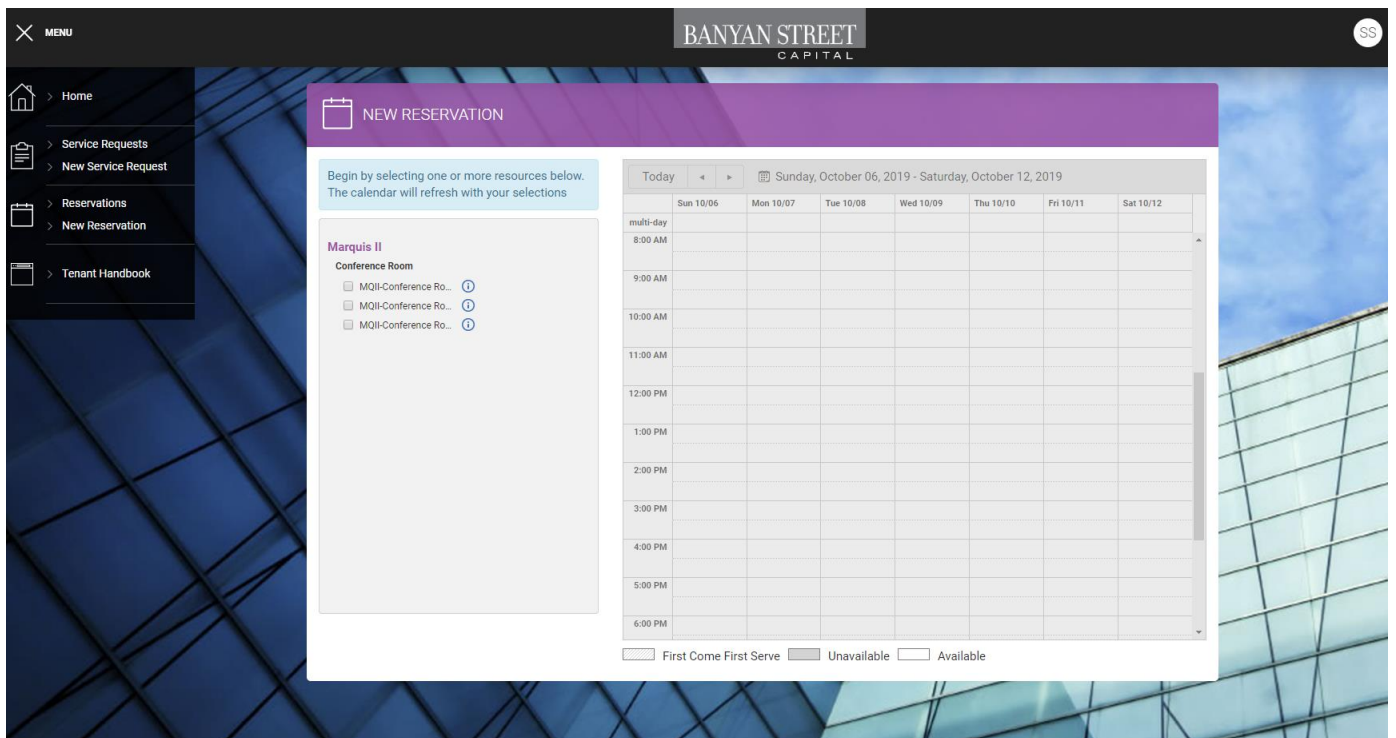 MENU
BANYAN STREET
CAPITAL
SS
Home
Service Requests
New Service Request
Reservations
New Reservation
Tenant Handbook
NEW RESERVATION
Begin by selecting one or more resources below.
The calendar will refresh with your selections
Marquis II
Conference Room
MQII-Conference Ro...
MQII-Conference Ro...
MQII-Conference Ro...
Today
Sunday, October 06, 2019 - Saturday, October 12, 2019
Sun 10/06 Mon 10/07 Tue 10/08 Wed 10/09 Thu 10/10 Fri 10/11 Sat 10/12
multi-day
8:00 AM
9:00 AM
10:00 AM
11:00 AM
12:00 PM
1:00 PM
2:00 PM
3:00 PM
4:00 PM
5:00 PM
6:00 PM
First Come First Serve Unavailable Available